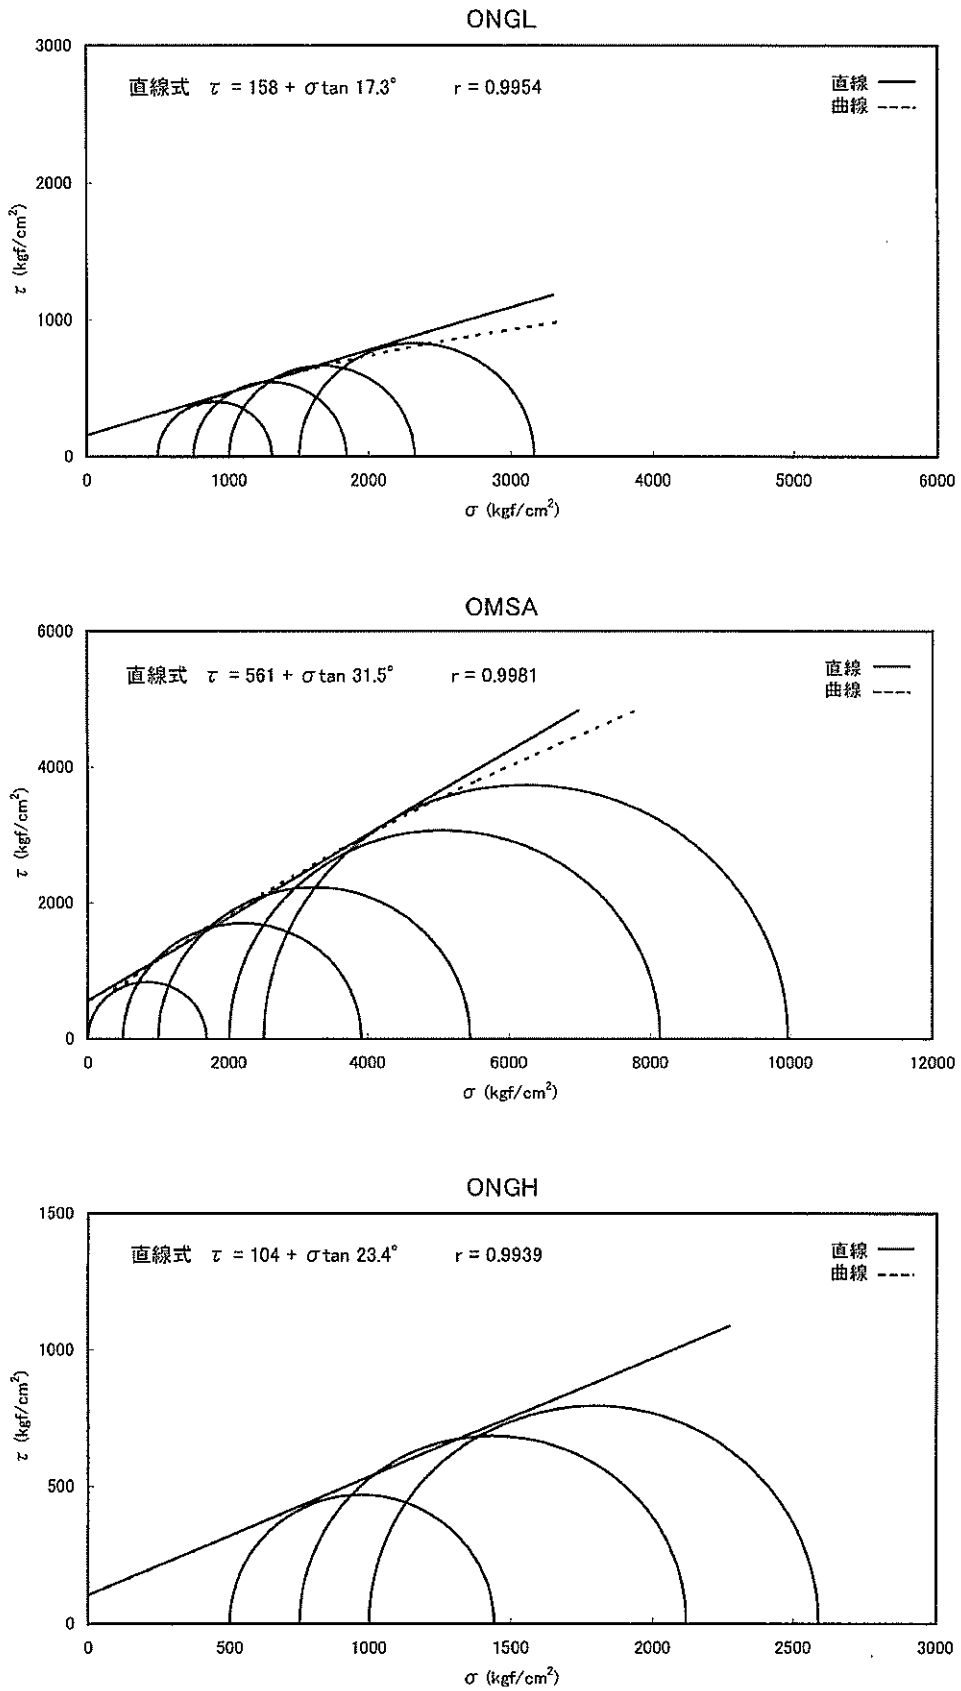 ONGL
3000
直線式 τ = 158 + σtan 17.3° r = 0.9954
直線
曲線
2000
1000
0
τ (kgf/cm²)
0 1000 2000 3000 4000 5000 6000
σ (kgf/cm²)
OMSA
6000
直線式 τ = 561 + σtan 31.5° r = 0.9981
直線
曲線
4000
2000
0
τ (kgf/cm²)
0 2000 4000 6000 8000 10000 12000
σ (kgf/cm²)
ONGH
1500
直線式 τ = 104 + σtan 23.4° r = 0.9939
直線
曲線
1000
500
0
τ (kgf/cm²)
0 500 1000 1500 2000 2500 3000
σ (kgf/cm²)